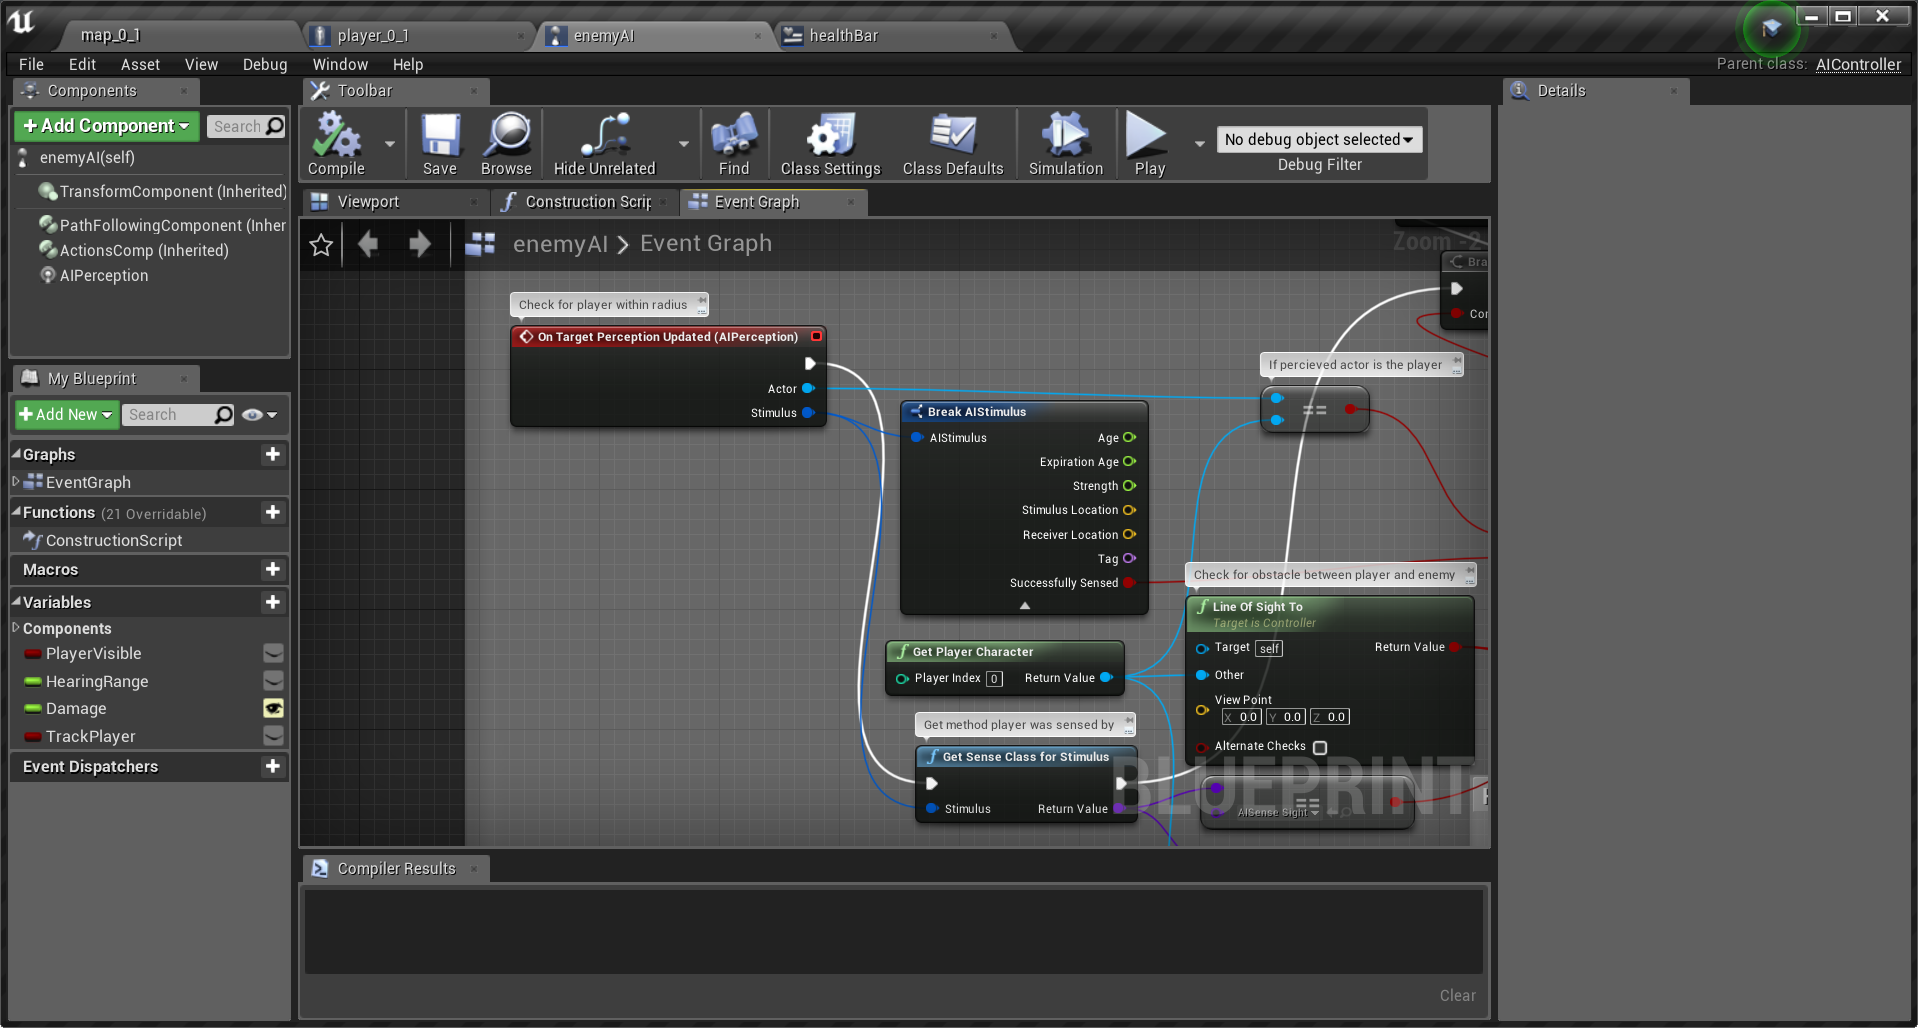 map_0_1
player_0_1
enemyAI
healthBar
File Edit Asset View Debug Window Help
Parent class: AIController
Components
Toolbar
Details
+ Add Component
Search
enemyAI(self)
TransformComponent (Inherited)
PathFollowingComponent (Inher
ActionsComp (Inherited)
AIPerception
Compile
Save
Browse
Hide Unrelated
Find
Class Settings
Class Defaults
Simulation
Play
No debug object selected
Debug Filter
Viewport
Construction Scrip
Event Graph
enemyAI > Event Graph
Zoom -2
My Blueprint
+ Add New
Search
Graphs
EventGraph
Functions (21 Overridable)
ConstructionScript
Macros
Variables
Components
PlayerVisible
HearingRange
Damage
TrackPlayer
Event Dispatchers
Check for player within radius
On Target Perception Updated (AIPerception)
Actor
Stimulus
Break AIStimulus
AIStimulus
Age
Expiration Age
Strength
Stimulus Location
Receiver Location
Tag
Successfully Sensed
Get Player Character
Player Index 0
Return Value
Get method player was sensed by
Get Sense Class for Stimulus
Stimulus
Return Value
Bra
Con
If percieved actor is the player
==
Check for obstacle between player and enemy
Line Of Sight To
Target is Controller
Target self
Return Value
Other
View Point
X 0.0 Y 0.0 Z 0.0
Alternate Checks
==
AISense Sight
BLUEPRINT
Compiler Results
Clear